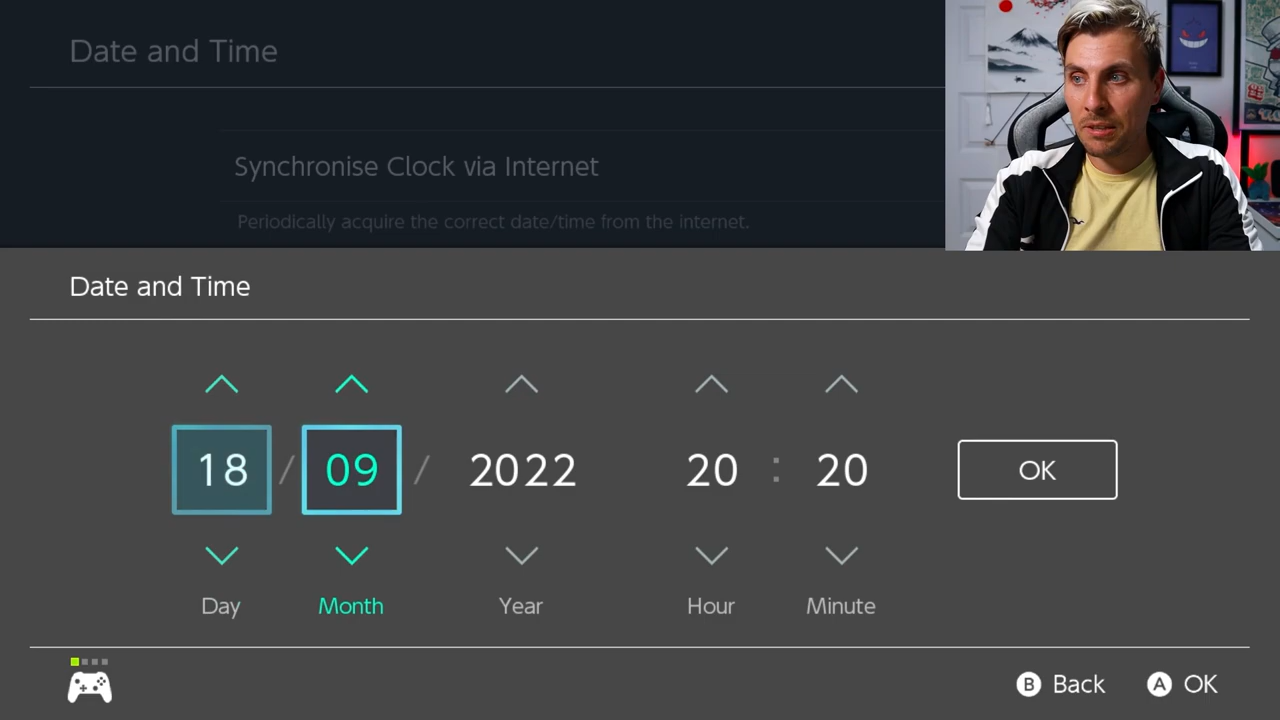 Date and Time
Synchronise Clock via Internet
Periodically acquire the correct date/time from the internet.
Date and Time
18 / 09 / 2022 20 : 20 OK
Day Month Year Hour Minute
B Back A OK